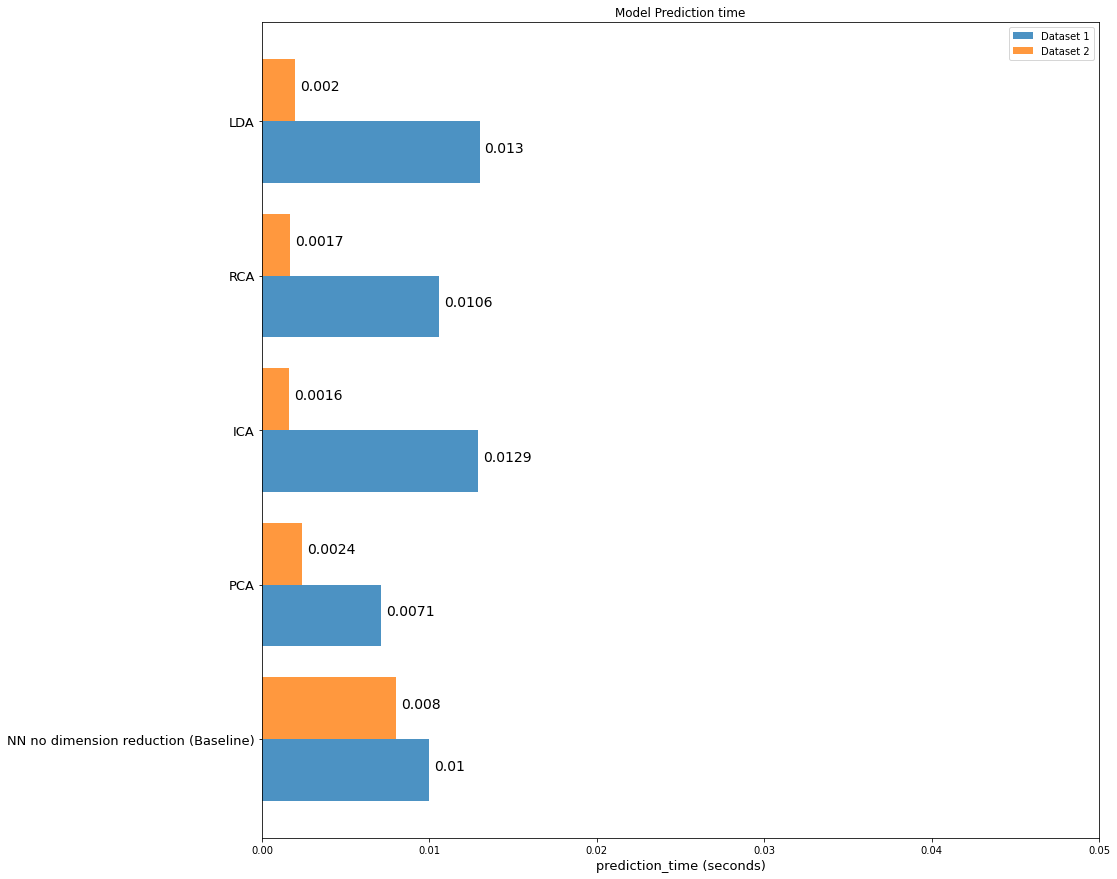 Model Prediction time
Dataset 1
Dataset 2
0.002
LDA
0.013
0.0017
RCA
0.0106
0.0016
ICA
0.0129
0.0024
PCA
0.0071
0.008
NN no dimension reduction (Baseline)
0.01
0.00 0.01 0.02 0.03 0.04 0.05
prediction_time (seconds)